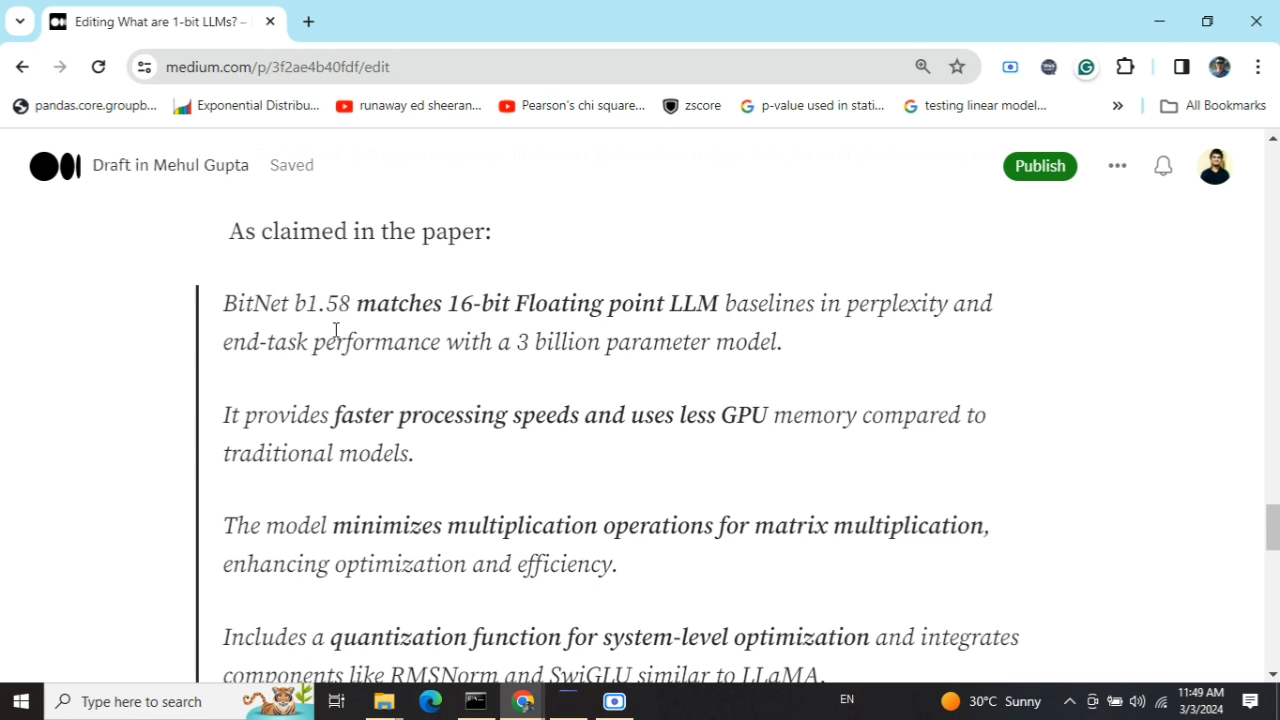 Editing What are 1-bit LLMs? –
medium.com/p/3f2ae4b40fdf/edit
pandas.core.groupb...
Exponential Distribu...
runaway ed sheeran...
Pearson's chi square...
zscore
p-value used in stati...
testing linear model...
All Bookmarks
Draft in Mehul Gupta
Saved
Publish
As claimed in the paper:
BitNet b1.58 matches 16-bit Floating point LLM baselines in perplexity and
end-task performance with a 3 billion parameter model.
It provides faster processing speeds and uses less GPU memory compared to
traditional models.
The model minimizes multiplication operations for matrix multiplication,
enhancing optimization and efficiency.
Includes a quantization function for system-level optimization and integrates
components like RMSNorm and SwiGLU similar to LLaMA.
Type here to search
EN
30°C Sunny
11:49 AM
3/3/2024